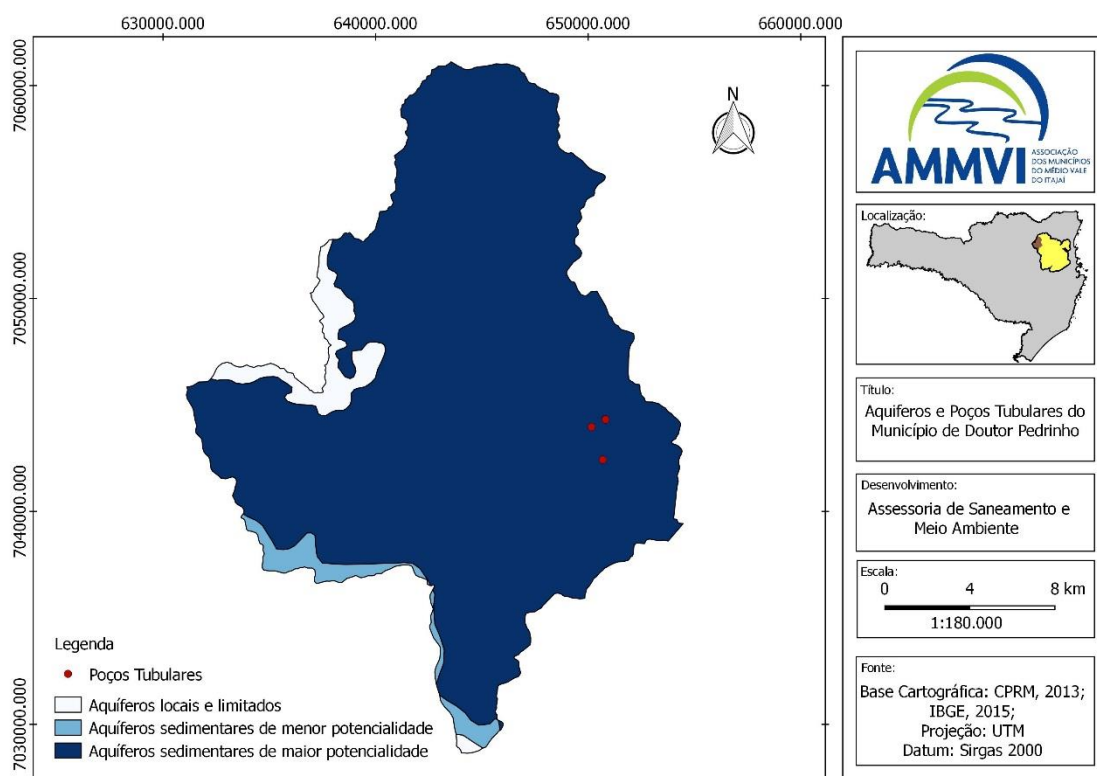 630000.000
640000.000
650000.000
660000.000
7060000.000
7050000.000
7040000.000
7030000.000
N
Legenda
Poços Tubulares
Aquíferos locais e limitados
Aquíferos sedimentares de menor potencialidade
Aquíferos sedimentares de maior potencialidade
AMMVI
ASSOCIAÇÃO
DOS MUNICÍPIOS
DO MÉDIO VALE
DO ITAJAÍ
Localização:
Título:
Aquiferos e Poços Tubulares do
Município de Doutor Pedrinho
Desenvolvimento:
Assessoria de Saneamento e
Meio Ambiente
Escala:
0 4 8 km
1:180.000
Fonte:
Base Cartográfica: CPRM, 2013;
IBGE, 2015;
Projeção: UTM
Datum: Sirgas 2000